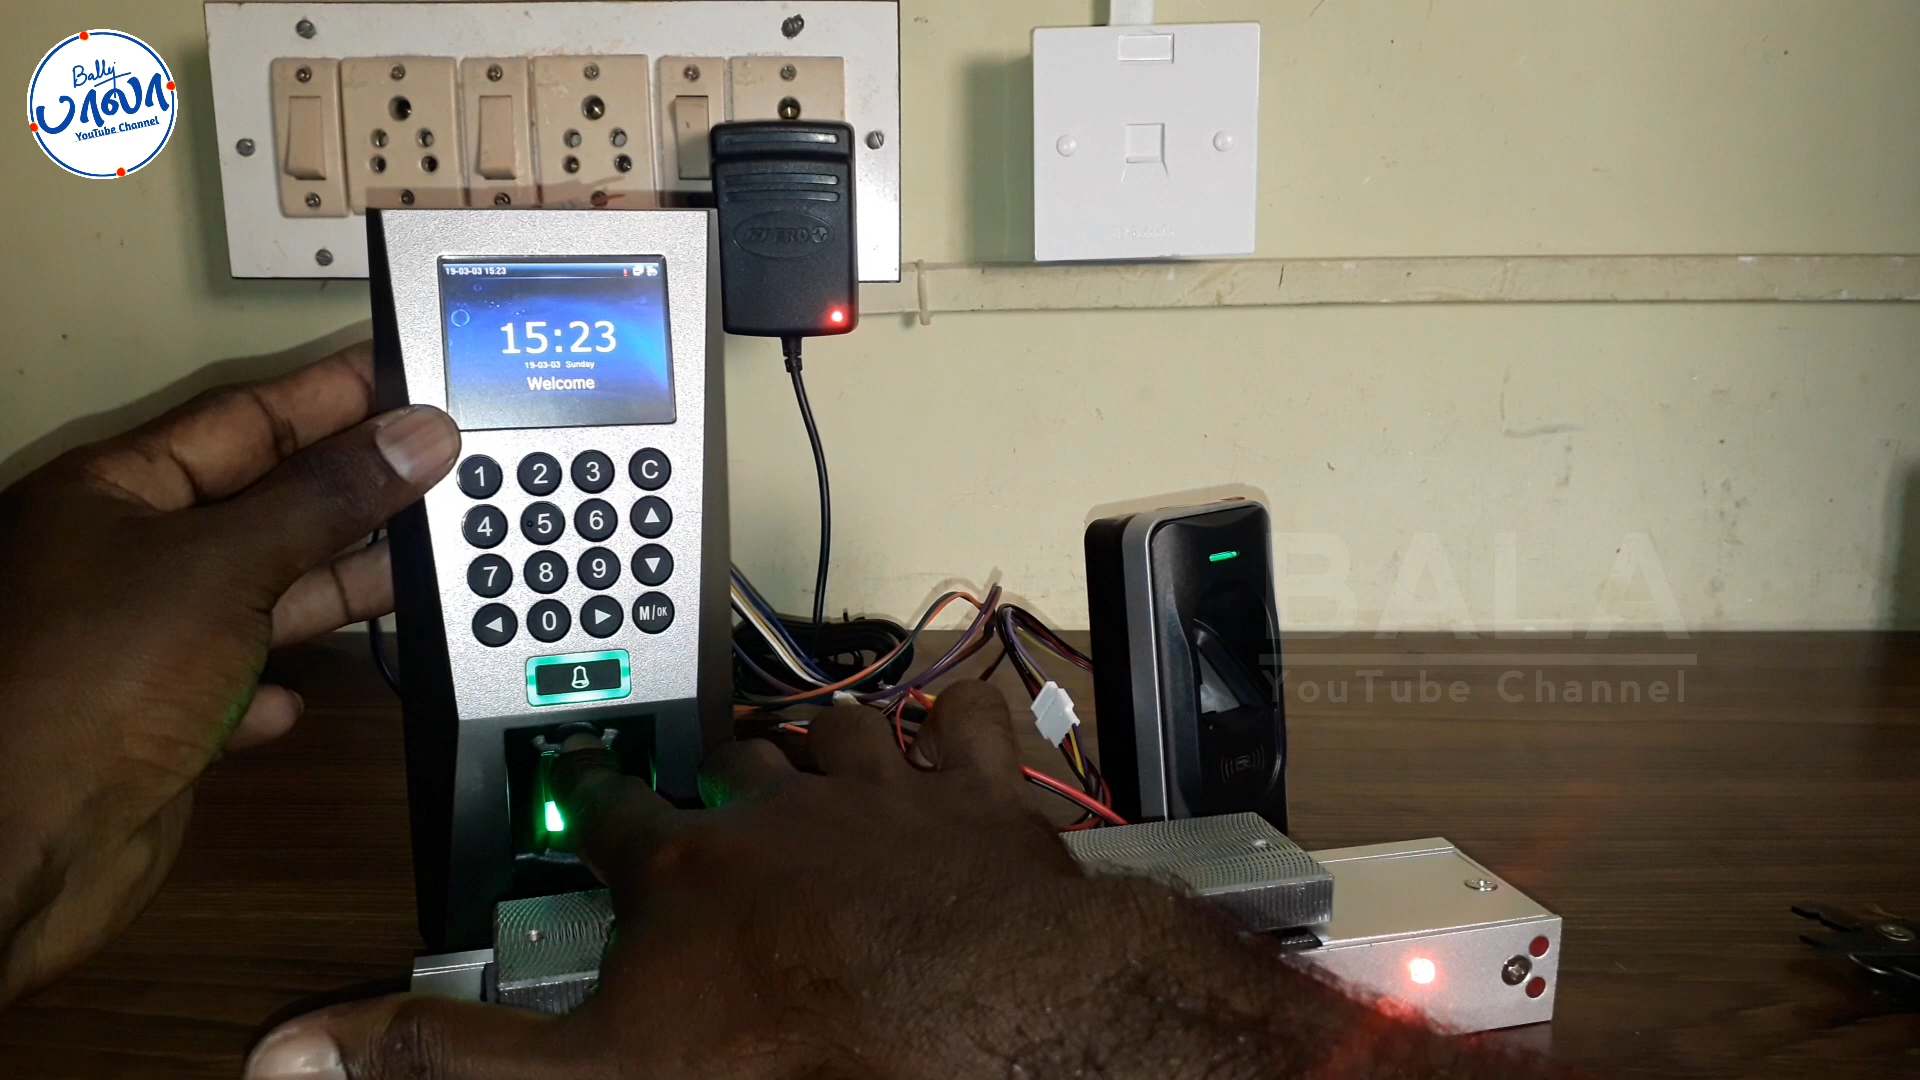 Bally
பாலா
YouTube Channel
19-03-03 15:23
15:23
19-03-03 Sunday
Welcome
1 2 3 C
4 5 6 ▲
7 8 9 ▼
◀ 0 ▶ M/OK
ERD
BALA
YouTube Channel